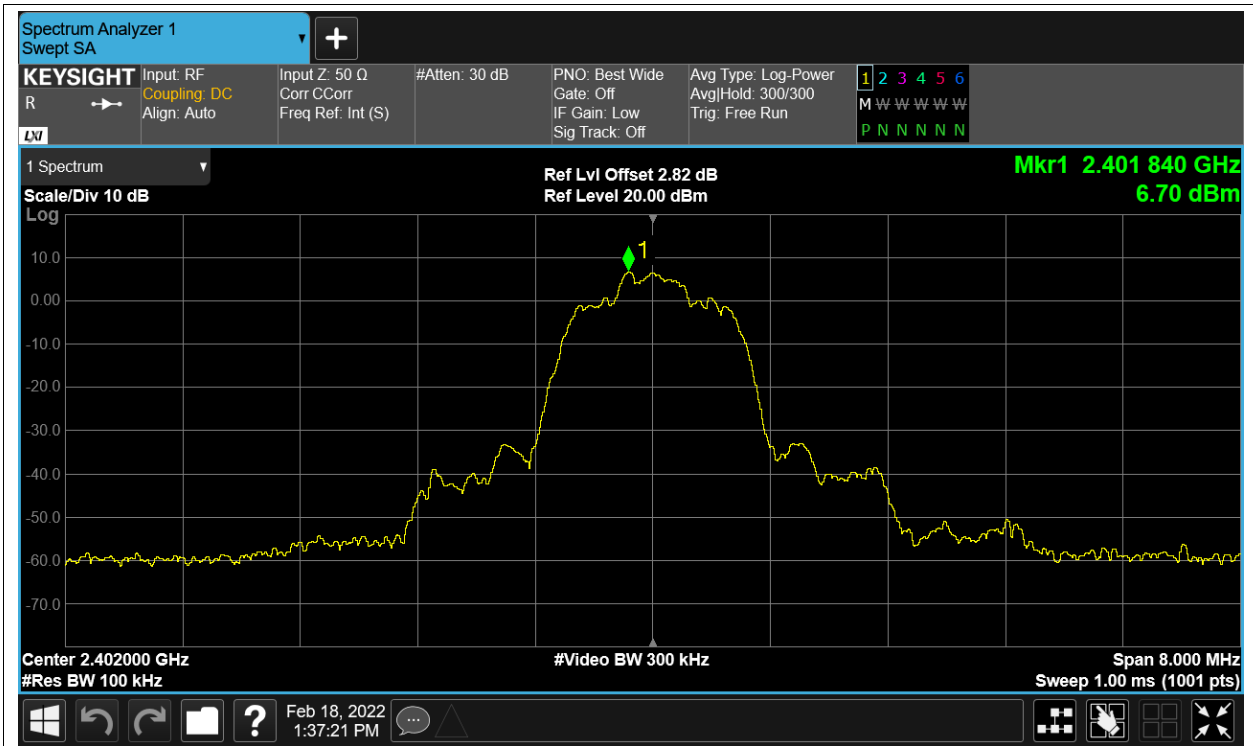 Spectrum Analyzer 1
Swept SA
+
KEYSIGHT
R
LXI
Input: RF
Coupling: DC
Align: Auto
Input Z: 50 Ω
Corr CCorr
Freq Ref: Int (S)
#Atten: 30 dB
PNO: Best Wide
Gate: Off
IF Gain: Low
Sig Track: Off
Avg Type: Log-Power
Avg|Hold: 300/300
Trig: Free Run
1 2 3 4 5 6
M W W W W W
P N N N N N
1 Spectrum
Scale/Div 10 dB
Log
Ref Lvl Offset 2.82 dB
Ref Level 20.00 dBm
Mkr1 2.401 840 GHz
6.70 dBm
1
10.0
0.00
-10.0
-20.0
-30.0
-40.0
-50.0
-60.0
-70.0
Center 2.402000 GHz
#Res BW 100 kHz
#Video BW 300 kHz
Span 8.000 MHz
Sweep 1.00 ms (1001 pts)
?
Feb 18, 2022
1:37:21 PM